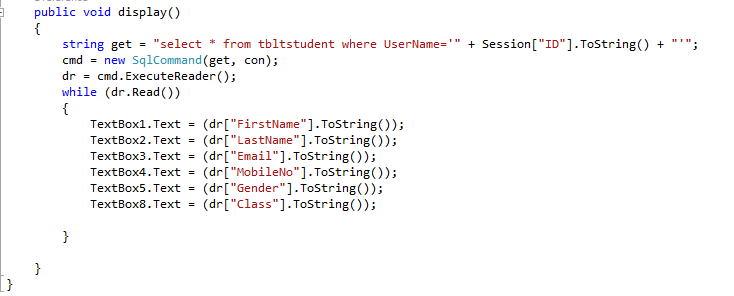 public void display()
{
string get = "select * from tbltstudent where UserName='" + Session["ID"].ToString() + "'";
cmd = new SqlCommand(get, con);
dr = cmd.ExecuteReader();
while (dr.Read())
{
TextBox1.Text = (dr["FirstName"].ToString());
TextBox2.Text = (dr["LastName"].ToString());
TextBox3.Text = (dr["Email"].ToString());
TextBox4.Text = (dr["MobileNo"].ToString());
TextBox5.Text = (dr["Gender"].ToString());
TextBox8.Text = (dr["Class"].ToString());
}
}
}